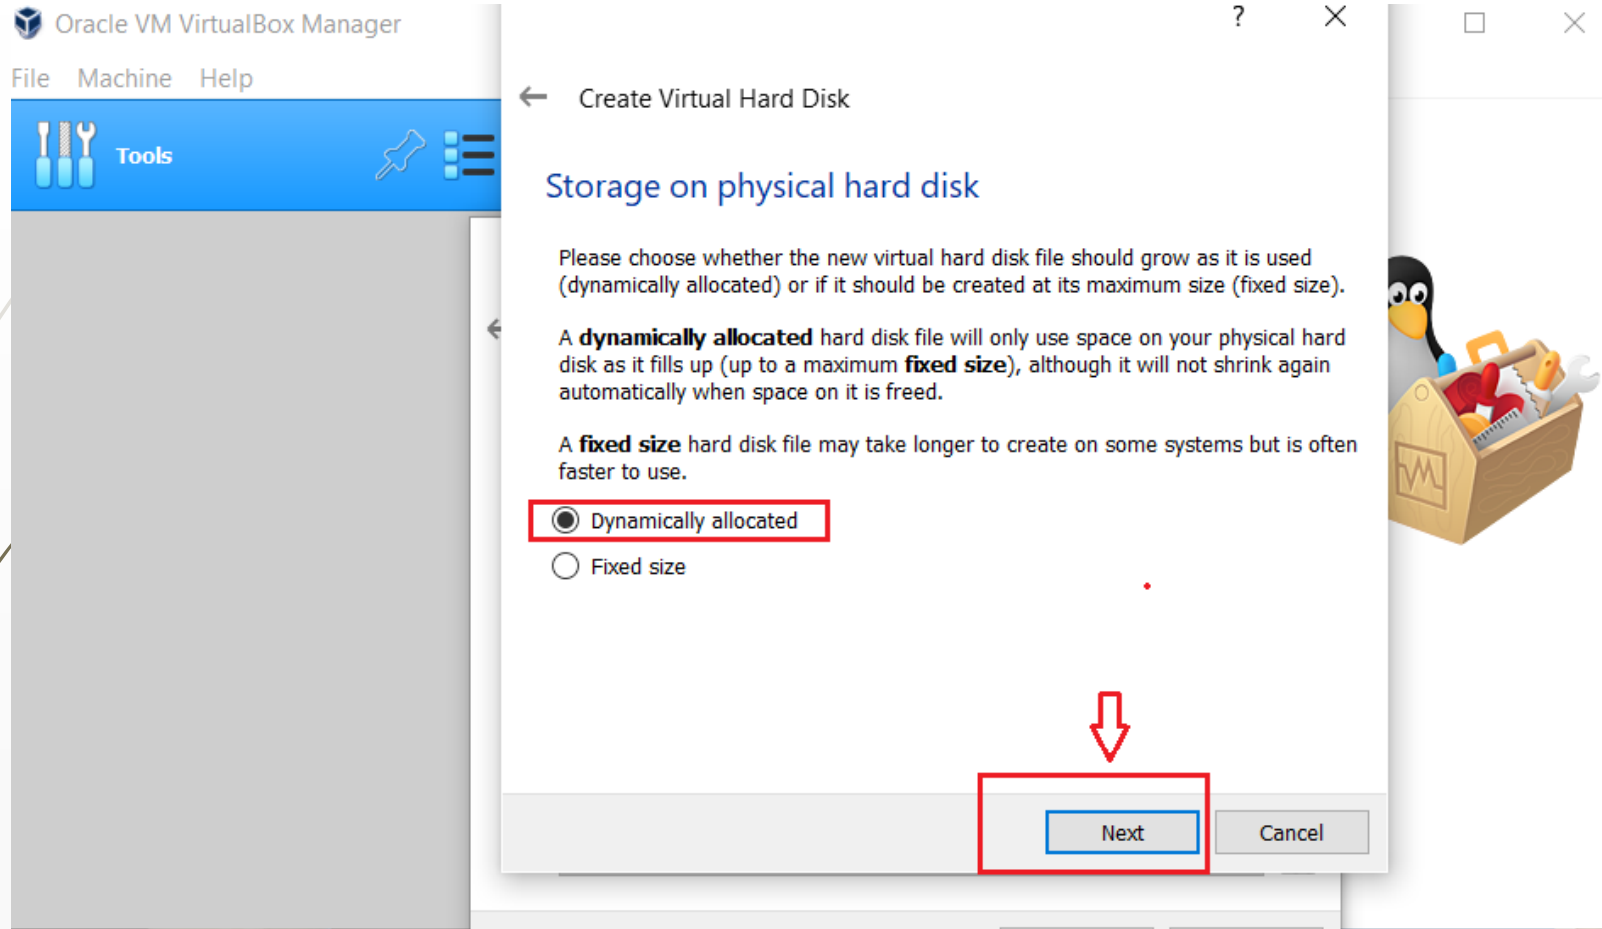 Oracle VM VirtualBox Manager
File Machine Help
Tools
?
Create Virtual Hard Disk
Storage on physical hard disk
Please choose whether the new virtual hard disk file should grow as it is used
(dynamically allocated) or if it should be created at its maximum size (fixed size).
A dynamically allocated hard disk file will only use space on your physical hard
disk as it fills up (up to a maximum fixed size), although it will not shrink again
automatically when space on it is freed.
A fixed size hard disk file may take longer to create on some systems but is often
faster to use.
Dynamically allocated
Fixed size
Next Cancel